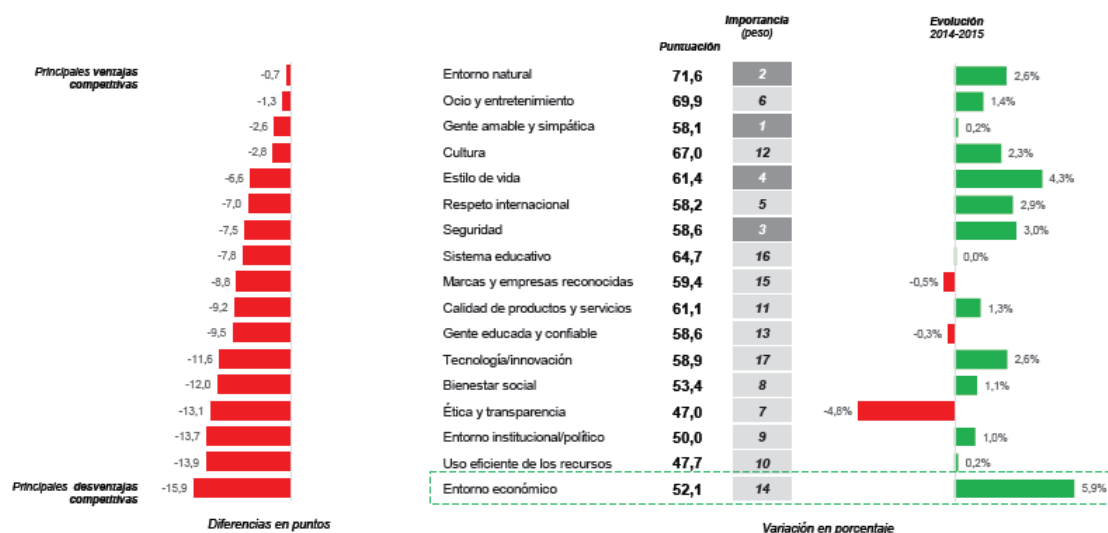 Puntuación
Importancia
(peso)
Evolución
2014-2015
Principales ventajas
competitivas
-0,7 Entorno natural 71,6 2 2,6%
-1,3 Ocio y entretenimiento 69,9 6 1,4%
-2,6 Gente amable y simpática 58,1 1 0,2%
-2,8 Cultura 67,0 12 2,3%
-6,6 Estilo de vida 61,4 4 4,3%
-7,0 Respeto internacional 58,2 5 2,9%
-7,5 Seguridad 58,6 3 3,0%
-7,8 Sistema educativo 64,7 16 0,0%
-8,8 Marcas y empresas reconocidas 59,4 15 -0,5%
-9,2 Calidad de productos y servicios 61,1 11 1,3%
-9,5 Gente educada y confiable 58,6 13 -0,3%
-11,6 Tecnología/innovación 58,9 17 2,6%
-12,0 Bienestar social 53,4 8 1,1%
-13,1 Ética y transparencia 47,0 7 -4,8%
-13,7 Entorno institucional/político 50,0 9 1,0%
-13,9 Uso eficiente de los recursos 47,7 10 0,2%
Principales desventajas
competitivas
-15,9 Entorno económico 52,1 14 5,9%
Diferencias en puntos
Variación en porcentaje